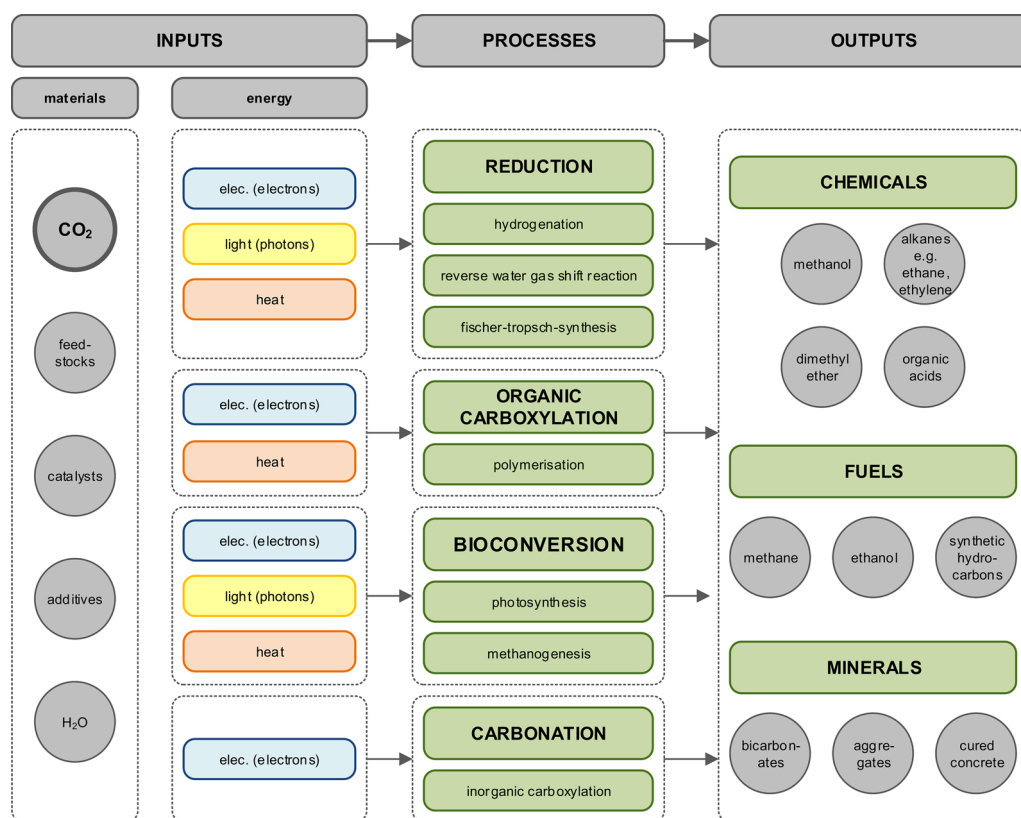 INPUTS
PROCESSES
OUTPUTS
materials
energy
CO₂
feed-
stocks
catalysts
additives
H₂O
elec. (electrons)
light (photons)
heat
elec. (electrons)
heat
elec. (electrons)
light (photons)
heat
elec. (electrons)
REDUCTION
hydrogenation
reverse water gas shift reaction
fischer-tropsch-synthesis
ORGANIC
CARBOXYLATION
polymerisation
BIOCONVERSION
photosynthesis
methanogenesis
CARBONATION
inorganic carboxylation
CHEMICALS
methanol
alkanes
e.g.
ethane,
ethylene
dimethyl
ether
organic
acids
FUELS
methane
ethanol
synthetic
hydro-
carbons
MINERALS
bicarbon-
ates
aggre-
gates
cured
concrete